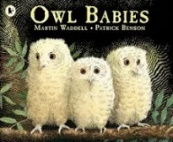 OWL BABIES
MARTIN WADDELL • PATRICK BENSON